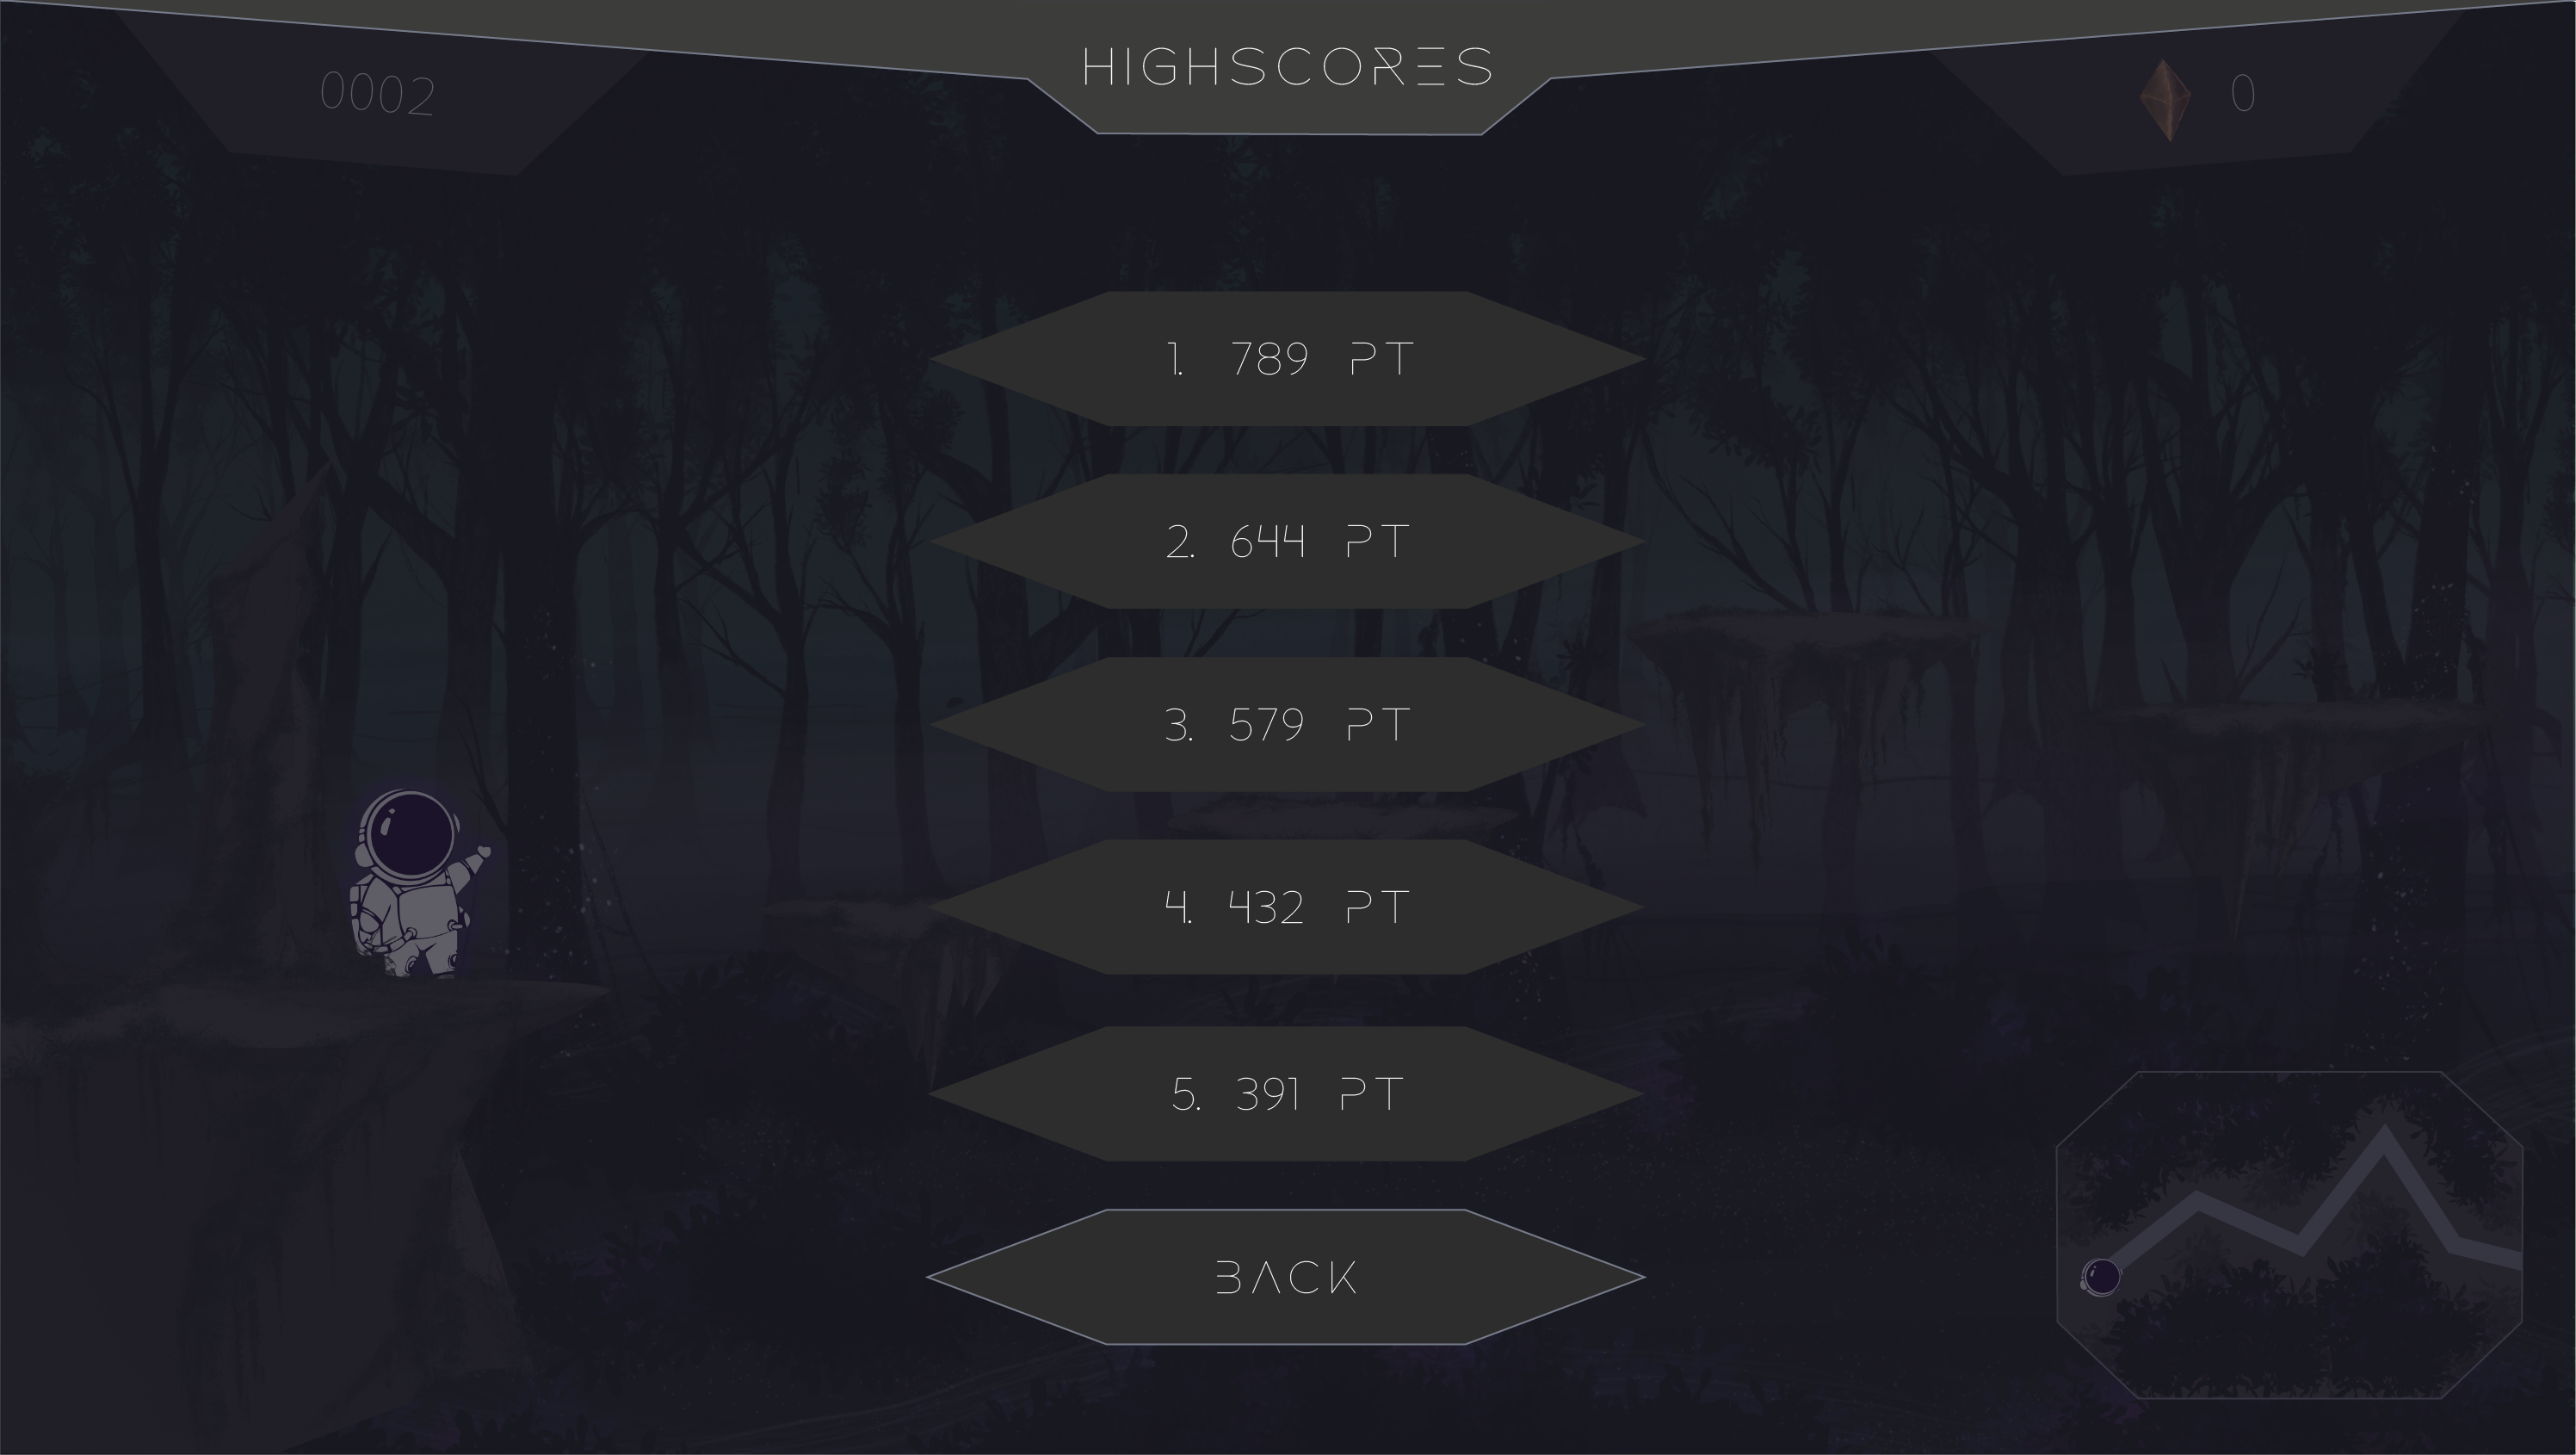 HIGHSCORES
0002
0
1. 789 PT
2. 644 PT
3. 579 PT
4. 432 PT
5. 391 PT
BACK